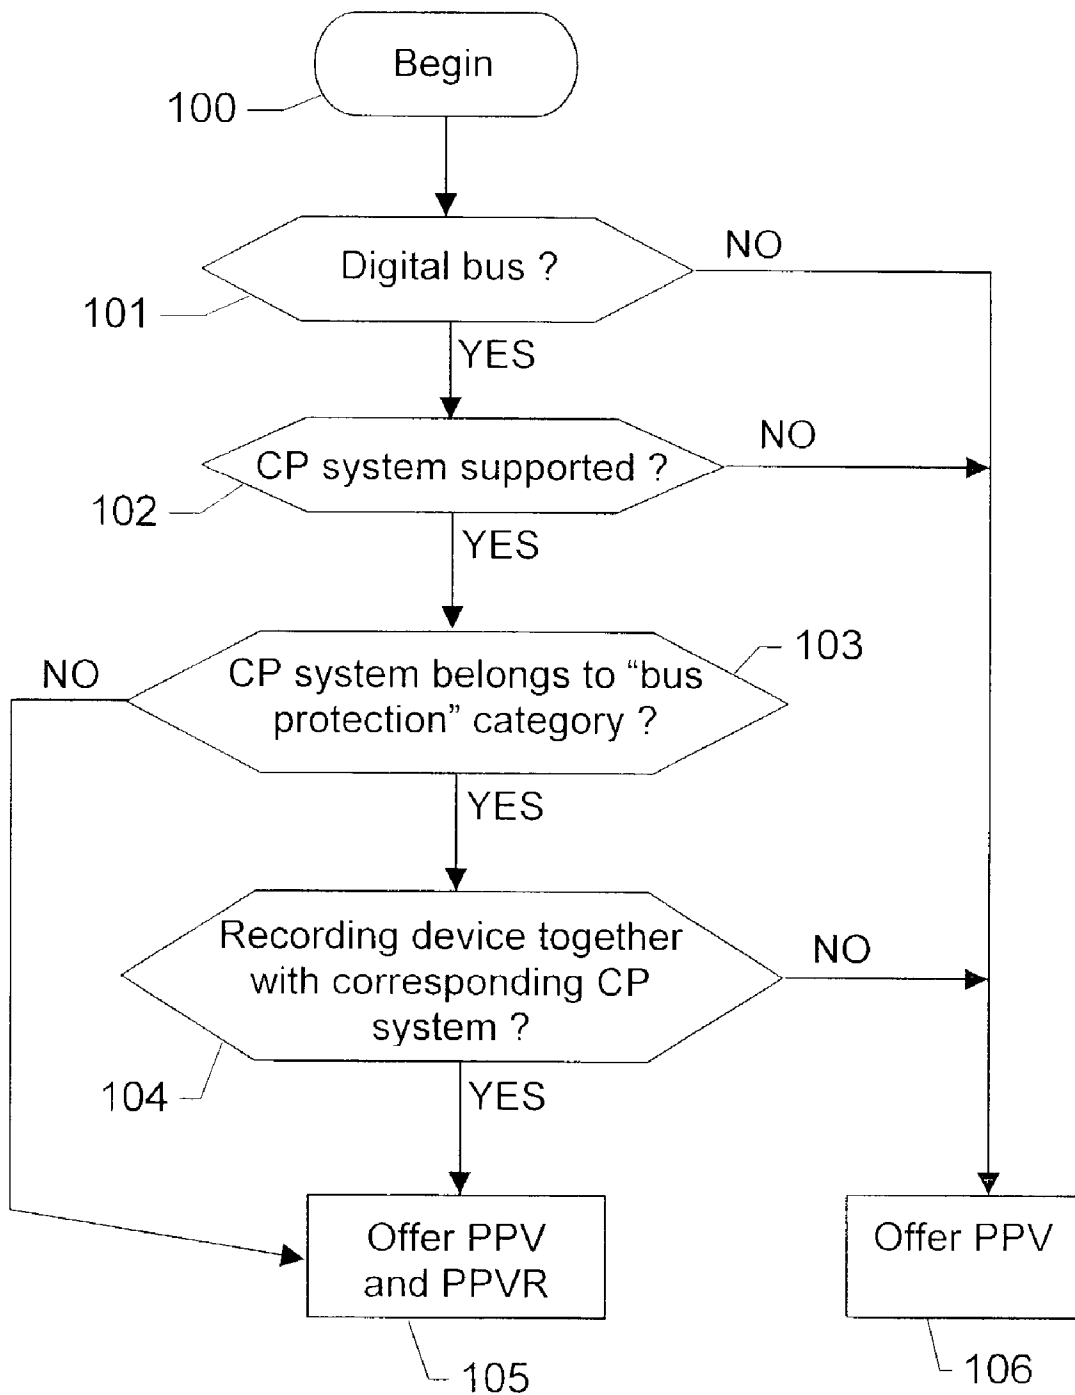 Begin
100
Digital bus ?
NO
101
YES
CP system supported ?
NO
102
YES
103
NO
CP system belongs to “bus
protection” category ?
YES
Recording device together
with corresponding CP
system ?
NO
104
YES
Offer PPV
and PPVR
Offer PPV
105
106